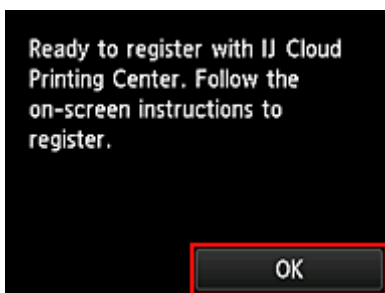 Ready to register with IJ Cloud
Printing Center. Follow the
on-screen instructions to
register.
OK